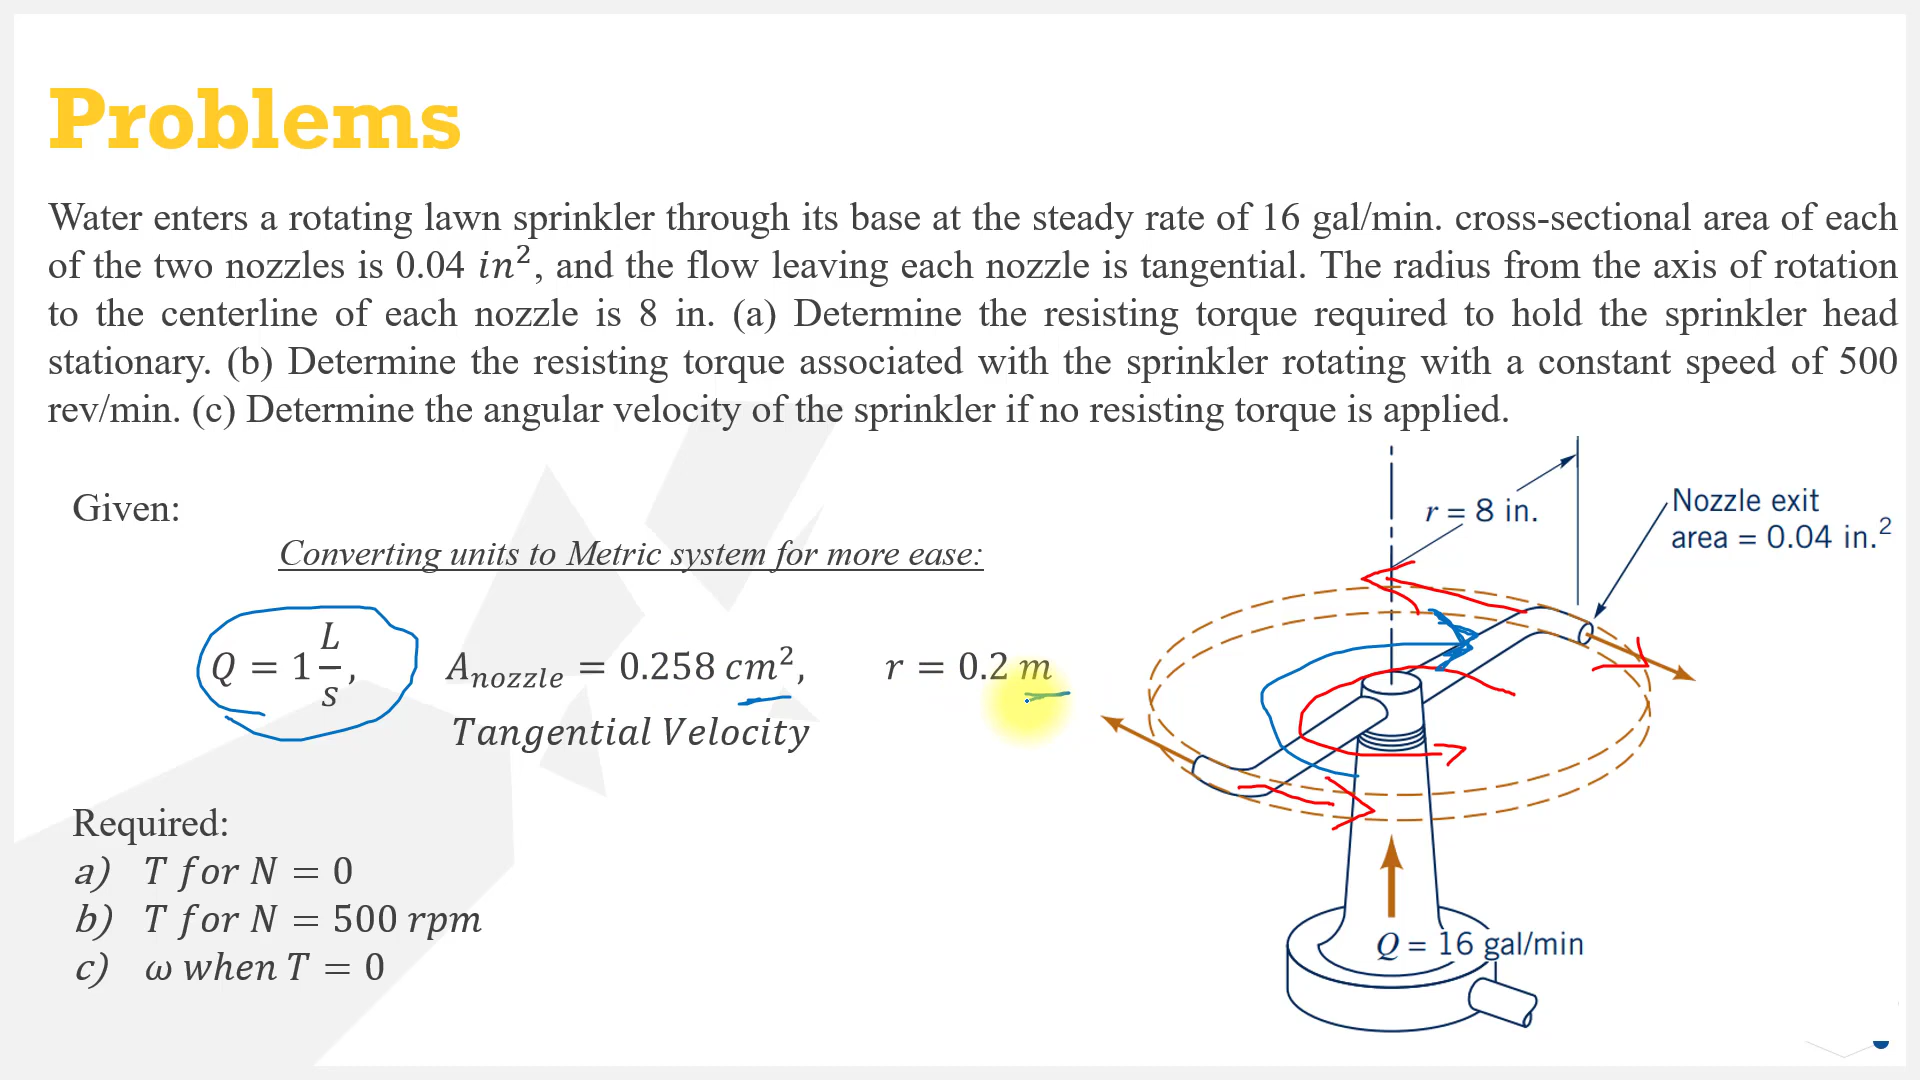 Problems
Water enters a rotating lawn sprinkler through its base at the steady rate of 16 gal/min. cross-sectional area of each
of the two nozzles is 0.04 in², and the flow leaving each nozzle is tangential. The radius from the axis of rotation
to the centerline of each nozzle is 8 in. (a) Determine the resisting torque required to hold the sprinkler head
stationary. (b) Determine the resisting torque associated with the sprinkler rotating with a constant speed of 500
rev/min. (c) Determine the angular velocity of the sprinkler if no resisting torque is applied.
Given:
Converting units to Metric system for more ease:
Q = 1 L/s, A_nozzle = 0.258 cm², r = 0.2 m
Tangential Velocity
Required:
a) T for N = 0
b) T for N = 500 rpm
c) ω when T = 0
r = 8 in.
Nozzle exit
area = 0.04 in.²
Q = 16 gal/min